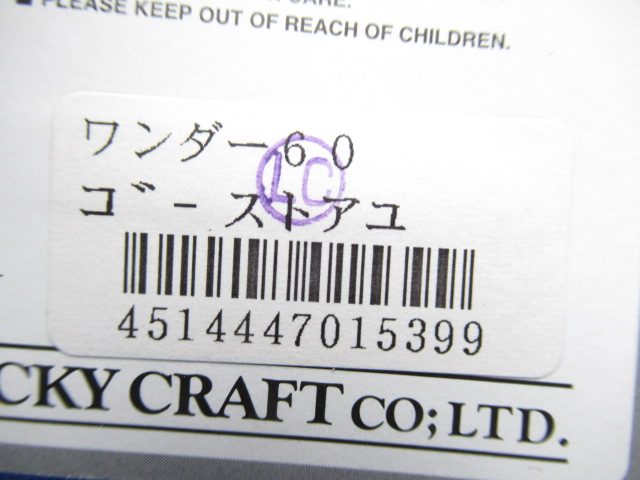 PLEASE KEEP OUT OF REACH OF CHILDREN.
ワンダー60
LC
ゴーストアユ
4514447015399
CKY CRAFT CO; LTD.